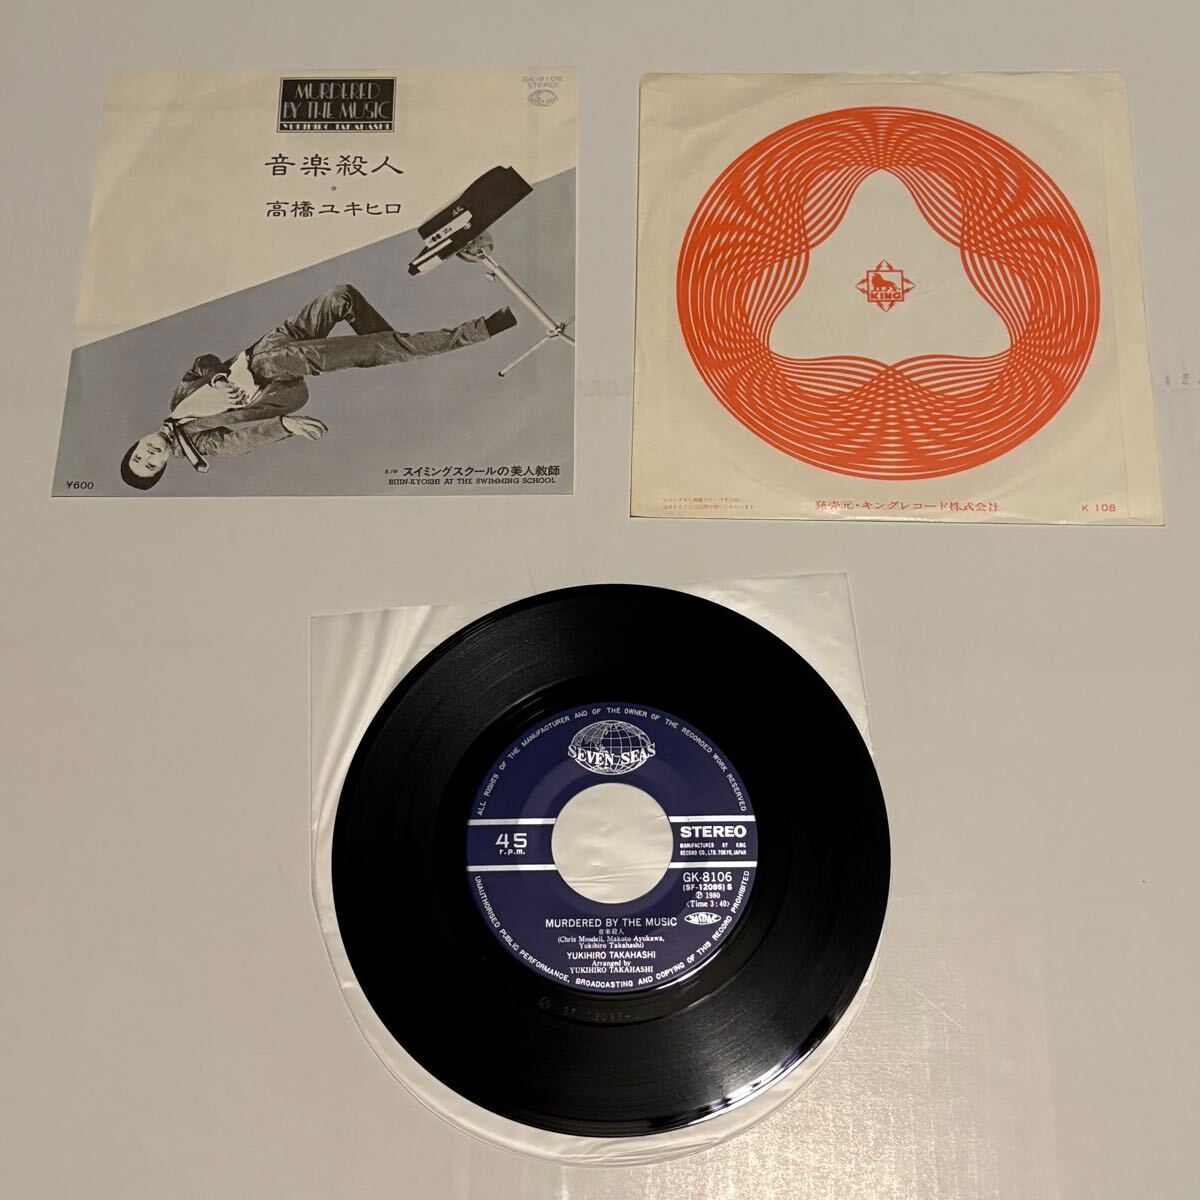 MURDERED
BY THE MUSIC
YUKIHIRO TAKAHASHI
GK-8106
STEREO
SEVEN SEAS
音楽殺人
・
高橋ユキヒロ
B/W スイミングスクールの美人教師
BIJIN-KYOSHI AT THE SWIMMING SCHOOL
¥600
KING
発売元・キングレコード株式会社
K 108
ALL RIGHTS OF THE MANUFACTURER AND OF THE OWNER OF THE RECORDED WORK RESERVED
SEVEN SEAS
45
r.p.m.
STEREO
MANUFACTURED BY KING
RECORD CO., LTD. TOKYO, JAPAN
GK-8106
(SF-12095) S
Ⓟ 1980
〈Time 3:40〉
MURDERED BY THE MUSIC
音楽殺人
(Chris Mosdell, Makoto Ayukawa,
Yukihiro Takahashi)
YUKIHIRO TAKAHASHI
Arranged by
YUKIHIRO TAKAHASHI
JASRAC
UNAUTHORISED PUBLIC PERFORMANCE, BROADCASTING AND COPYING OF THIS RECORD PROHIBITED